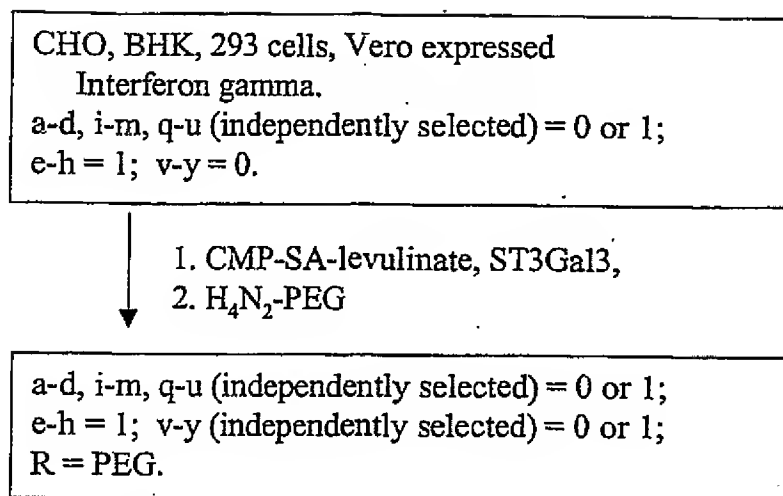 CHO, BHK, 293 cells, Vero expressed
Interferon gamma.
a-d, i-m, q-u (independently selected) = 0 or 1;
e-h = 1; v-y = 0.
1. CMP-SA-levulinate, ST3Gal3,
2. H₄N₂-PEG
a-d, i-m, q-u (independently selected) = 0 or 1;
e-h = 1; v-y (independently selected) = 0 or 1;
R = PEG.